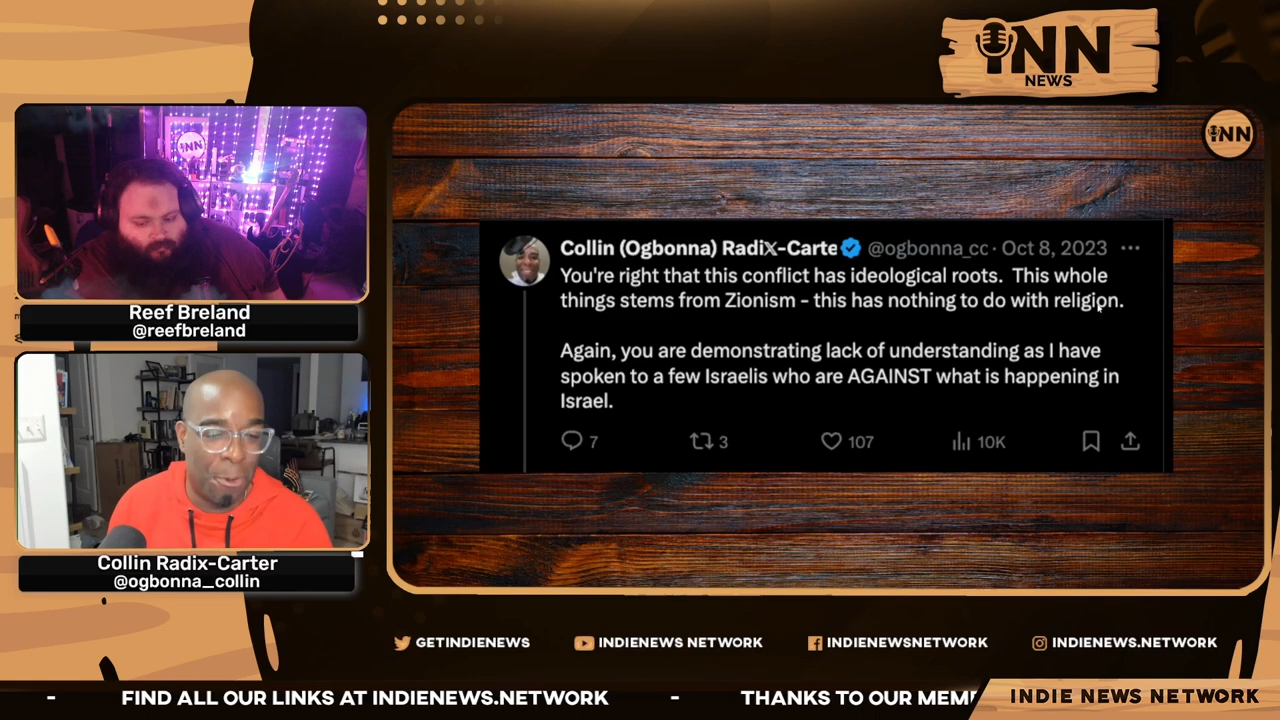 INN
NEWS
INN
INN
Reef Breland
@reefbreland
Collin Radix-Carter
@ogbonna_collin
Collin (Ogbonna) Radi𝕏-Carte @ogbonna_cc · Oct 8, 2023
You're right that this conflict has ideological roots. This whole
things stems from Zionism - this has nothing to do with religion.
Again, you are demonstrating lack of understanding as I have
spoken to a few Israelis who are AGAINST what is happening in
Israel.
7 3 107 10K
GETINDIENEWS INDIENEWS NETWORK INDIENEWSNETWORK INDIENEWS.NETWORK
- FIND ALL OUR LINKS AT INDIENEWS.NETWORK - THANKS TO OUR MEM
INDIE NEWS NETWORK